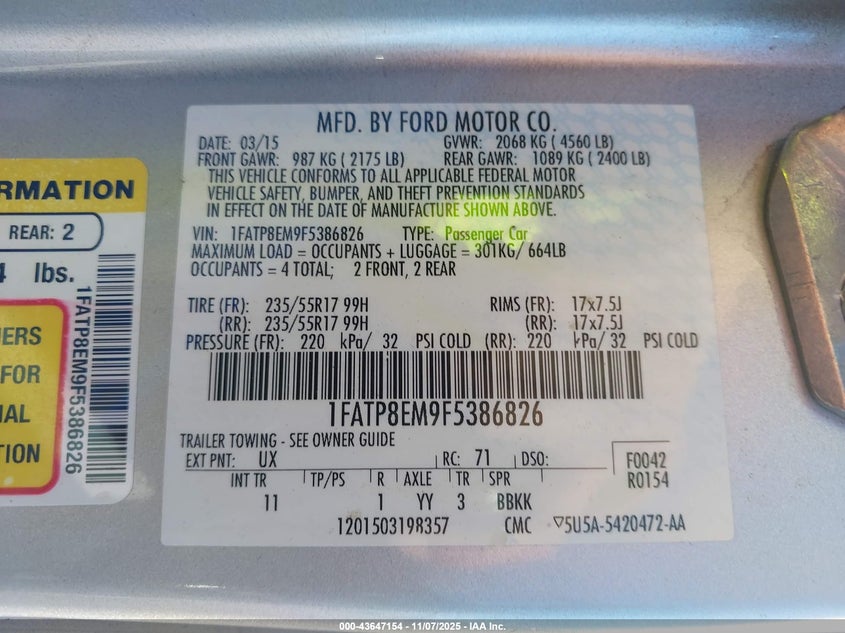 MFD. BY FORD MOTOR CO.
DATE: 03/15 GVWR: 2068 KG ( 4560 LB)
FRONT GAWR: 987 KG ( 2175 LB) REAR GAWR: 1089 KG ( 2400 LB)
THIS VEHICLE CONFORMS TO ALL APPLICABLE FEDERAL MOTOR
VEHICLE SAFETY, BUMPER, AND THEFT PREVENTION STANDARDS
IN EFFECT ON THE DATE OF MANUFACTURE SHOWN ABOVE.
VIN: 1FATP8EM9F5386826 TYPE: Passenger Car
MAXIMUM LOAD = OCCUPANTS + LUGGAGE = 301KG/ 664LB
OCCUPANTS = 4 TOTAL; 2 FRONT, 2 REAR
TIRE (FR): 235/55R17 99H RIMS (FR): 17x7.5J
(RR): 235/55R17 99H (RR): 17x7.5J
PRESSURE (FR): 220 kPa/ 32 PSI COLD (RR): 220 kPa/ 32 PSI COLD
1FATP8EM9F5386826
TRAILER TOWING - SEE OWNER GUIDE
EXT PNT: UX RC: 71 DSO: F0042
R0154
INT TR TP/PS R AXLE TR SPR
11 1 YY 3 BBKK
1201503198357 CMC ▽5U5A-5420472-AA
RMATION
REAR: 2
4 lbs.
1FATP8EM9F5386826
ERS
FOR
AL
TION
000-43647154 - 11/07/2025 - IAA Inc.